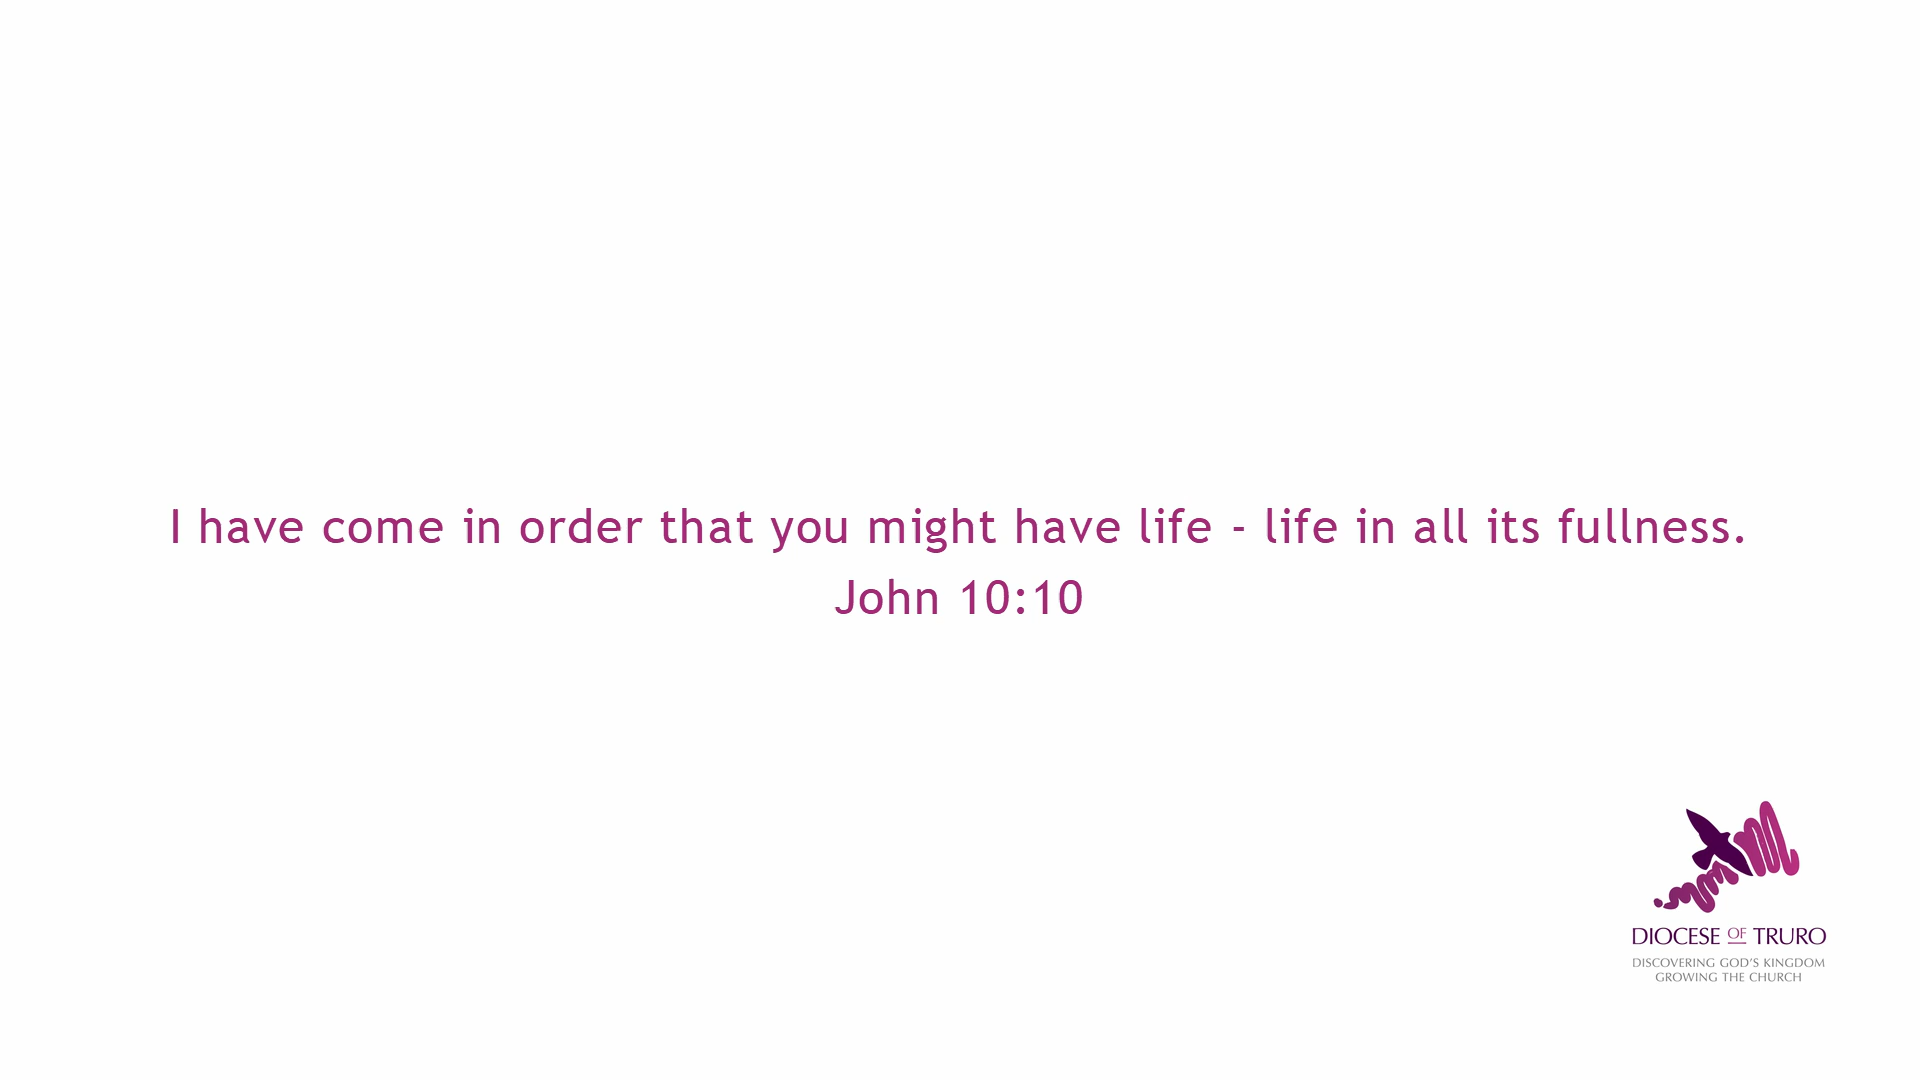 I have come in order that you might have life - life in all its fullness.
John 10:10
DIOCESE OF TRURO
DISCOVERING GOD'S KINGDOM
GROWING THE CHURCH